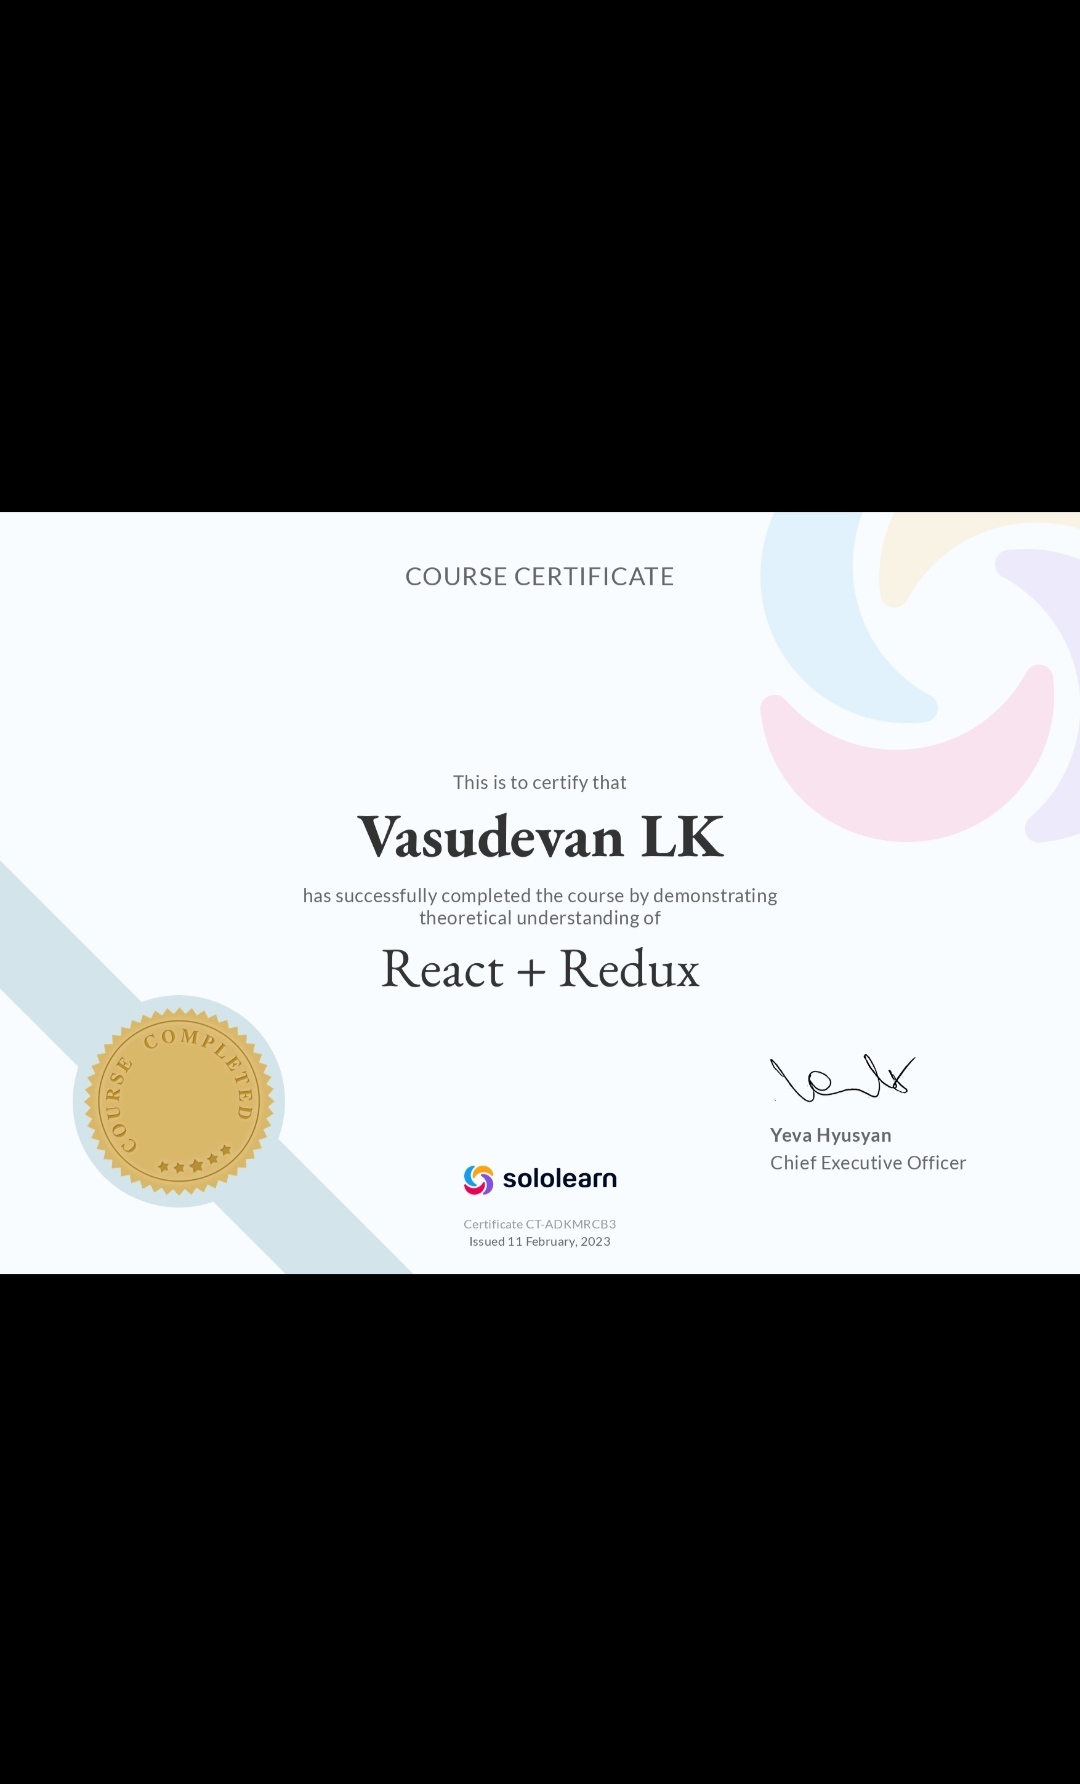 COURSE CERTIFICATE
This is to certify that
Vasudevan LK
has successfully completed the course by demonstrating
theoretical understanding of
React + Redux
COURSE COMPLETED
Yeva Hyusyan
Chief Executive Officer
sololearn
Certificate CT-ADKMRCB3
Issued 11 February, 2023